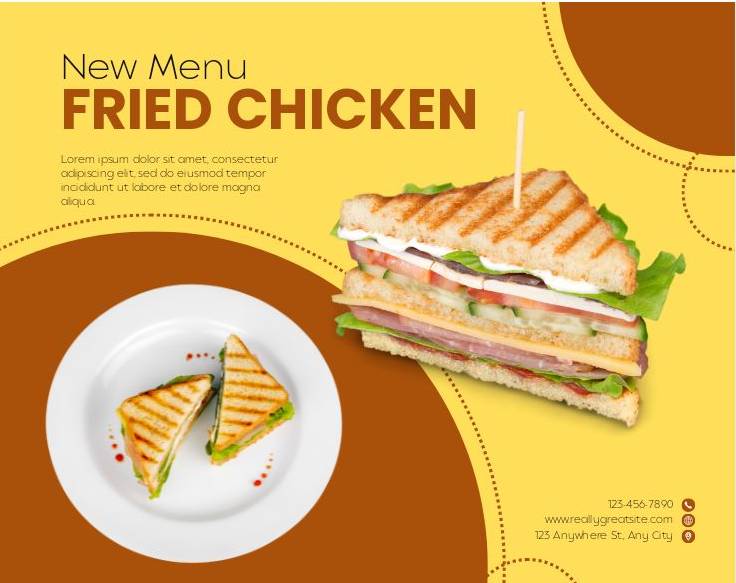 New Menu
FRIED CHICKEN
Lorem ipsum dolor sit amet, consectetur
adipiscing elit, sed do eiusmod tempor
incididunt ut labore et dolore magna
aliqua.
123-456-7890
www.reallygreatsite.com
123 Anywhere St., Any City